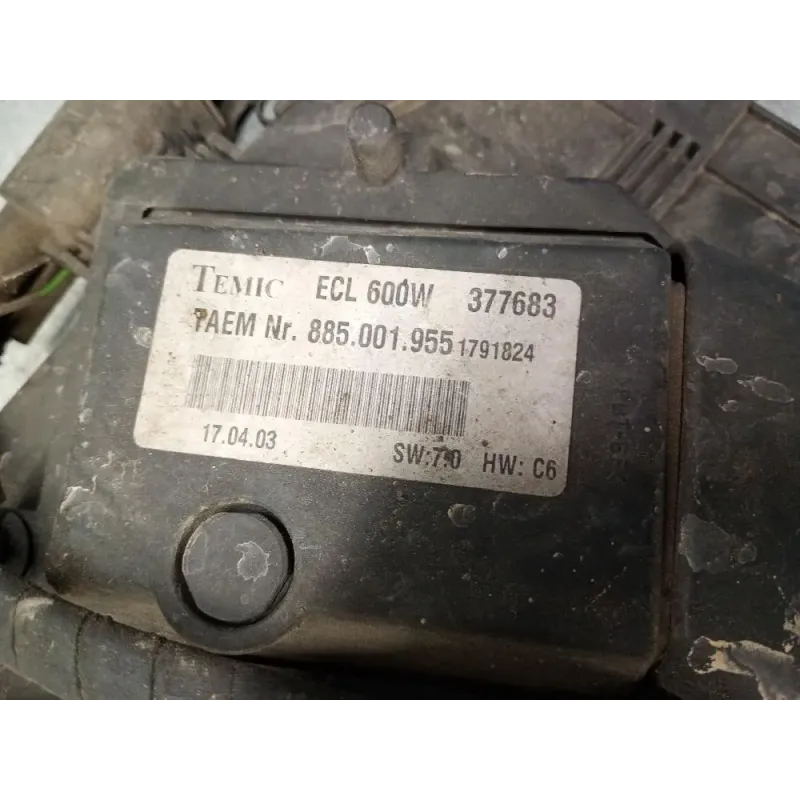 TEMIC ECL 600W 377683
TAEM Nr. 885.001.955 1791824
17.04.03 SW:7.0 HW: C6